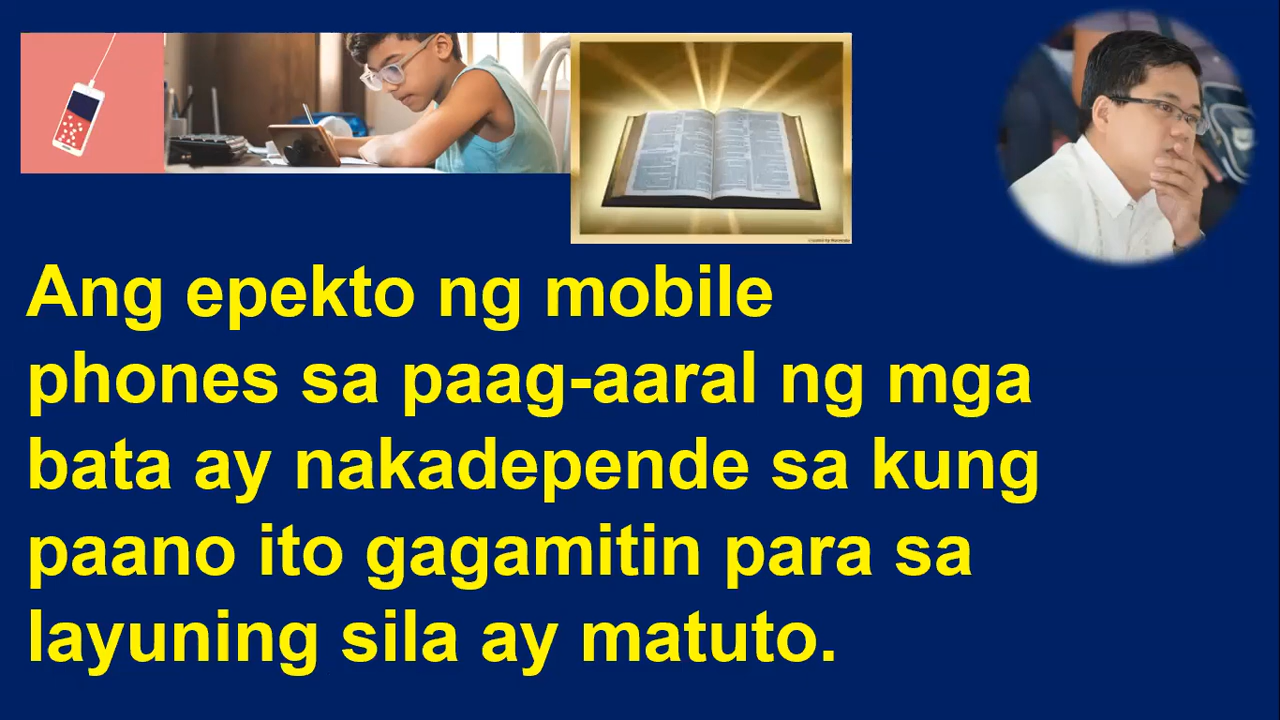 Ang epekto ng mobile
phones sa paag-aaral ng mga
bata ay nakadepende sa kung
paano ito gagamitin para sa
layuning sila ay matuto.